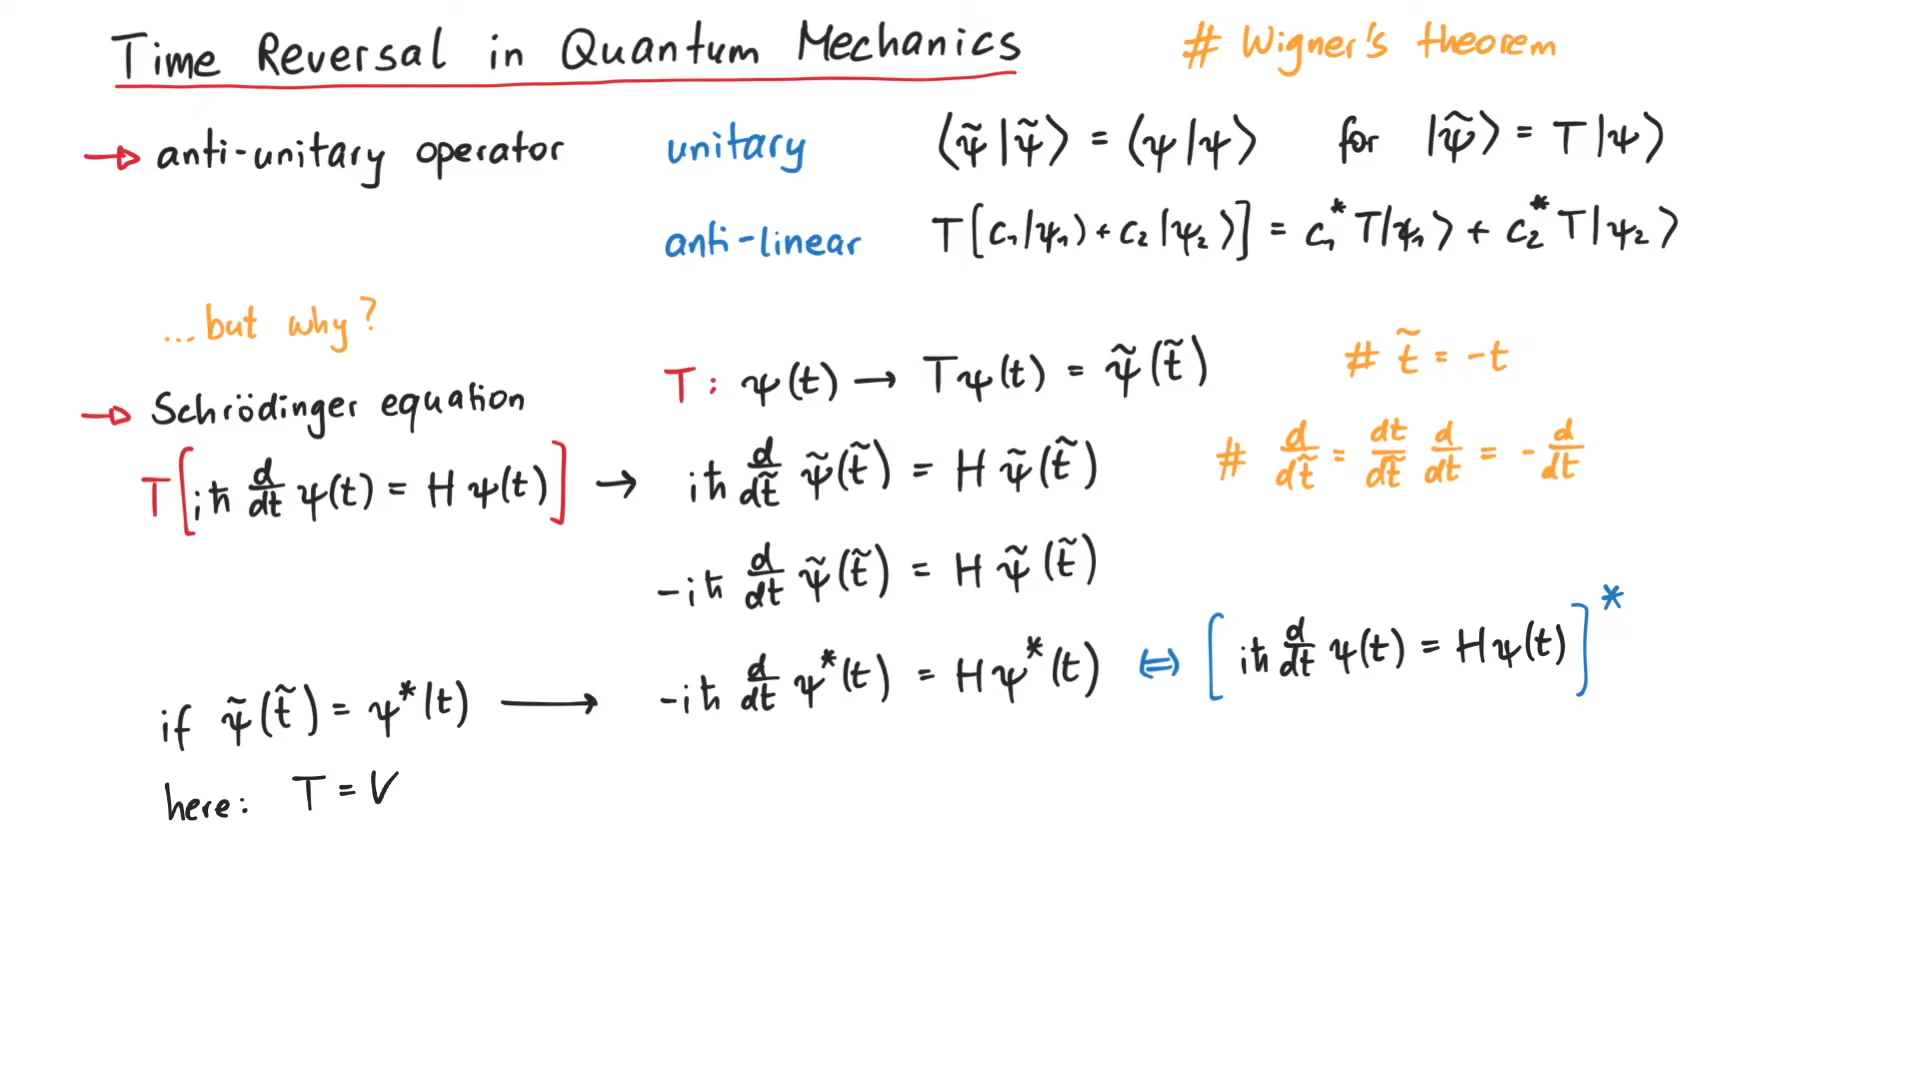 Time Reversal in Quantum Mechanics # Wigner's theorem
→ anti-unitary operator unitary ⟨ψ̃|ψ̃⟩ = ⟨ψ|ψ⟩ for |ψ̃⟩ = T|ψ⟩
anti-linear T[c₁|ψ₁⟩ + c₂|ψ₂⟩] = c₁* T|ψ₁⟩ + c₂* T|ψ₂⟩
...but why?
T: ψ(t) → Tψ(t) = ψ̃(t̃) # t̃ = -t
→ Schrödinger equation
T[iħ d/dt ψ(t) = H ψ(t)] → iħ d/dt̃ ψ̃(t̃) = H ψ̃(t̃) # d/dt̃ = dt/dt̃ d/dt = - d/dt
-iħ d/dt ψ̃(t̃) = H ψ̃(t̃)
if ψ̃(t̃) = ψ*(t) ⟶ -iħ d/dt ψ*(t) = Hψ*(t) ⇔ [iħ d/dt ψ(t) = Hψ(t)]*
here: T = V